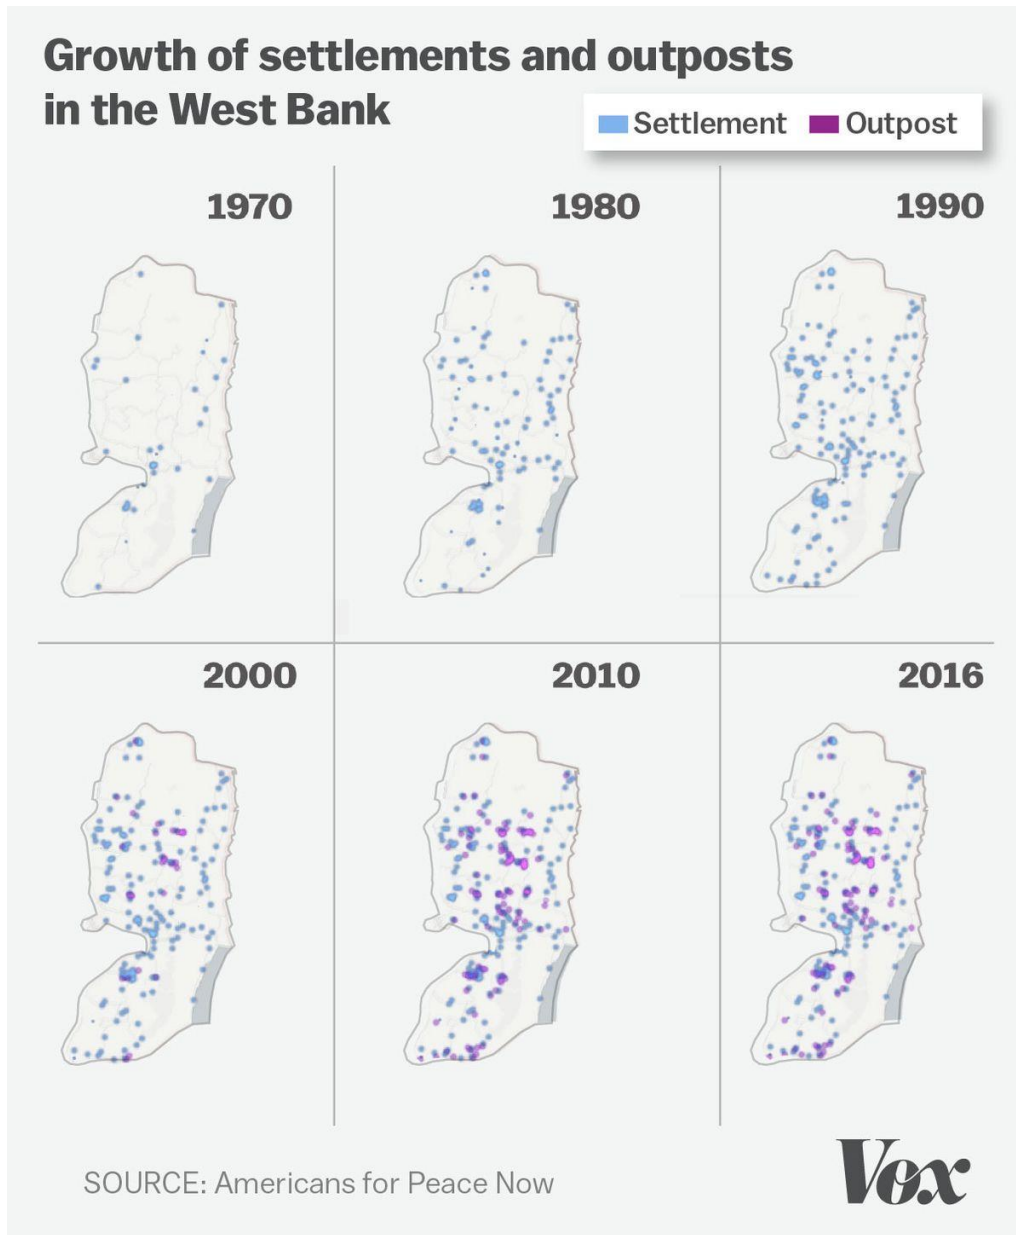 Growth of settlements and outposts
in the West Bank
Settlement Outpost
1970 1980 1990
2000 2010 2016
SOURCE: Americans for Peace Now
Vox